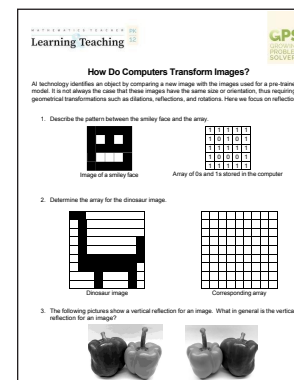 MATHEMATICS TEACHER PK
Learning Teaching 12
GPS
GROWING
PROBLEM
SOLVER
How Do Computers Transform Images?
AI technology identifies an object by comparing a new image with the images used for a pre-traine
model. It is not always the case that these images have the same size or orientation, thus requiring
geometrical transformations such as dilations, reflections, and rotations. Here we focus on reflectio
1. Describe the pattern between the smiley face and the array.
1 1 1 1 1
1 0 1 0 1
1 1 1 1 1
1 0 0 0 1
1 1 1 1 1
Image of a smiley face
Array of 0s and 1s stored in the computer
2. Determine the array for the dinosaur image.
Dinosaur image
Corresponding array
3. The following pictures show a vertical reflection for an image. What in general is the vertica
reflection for an image?